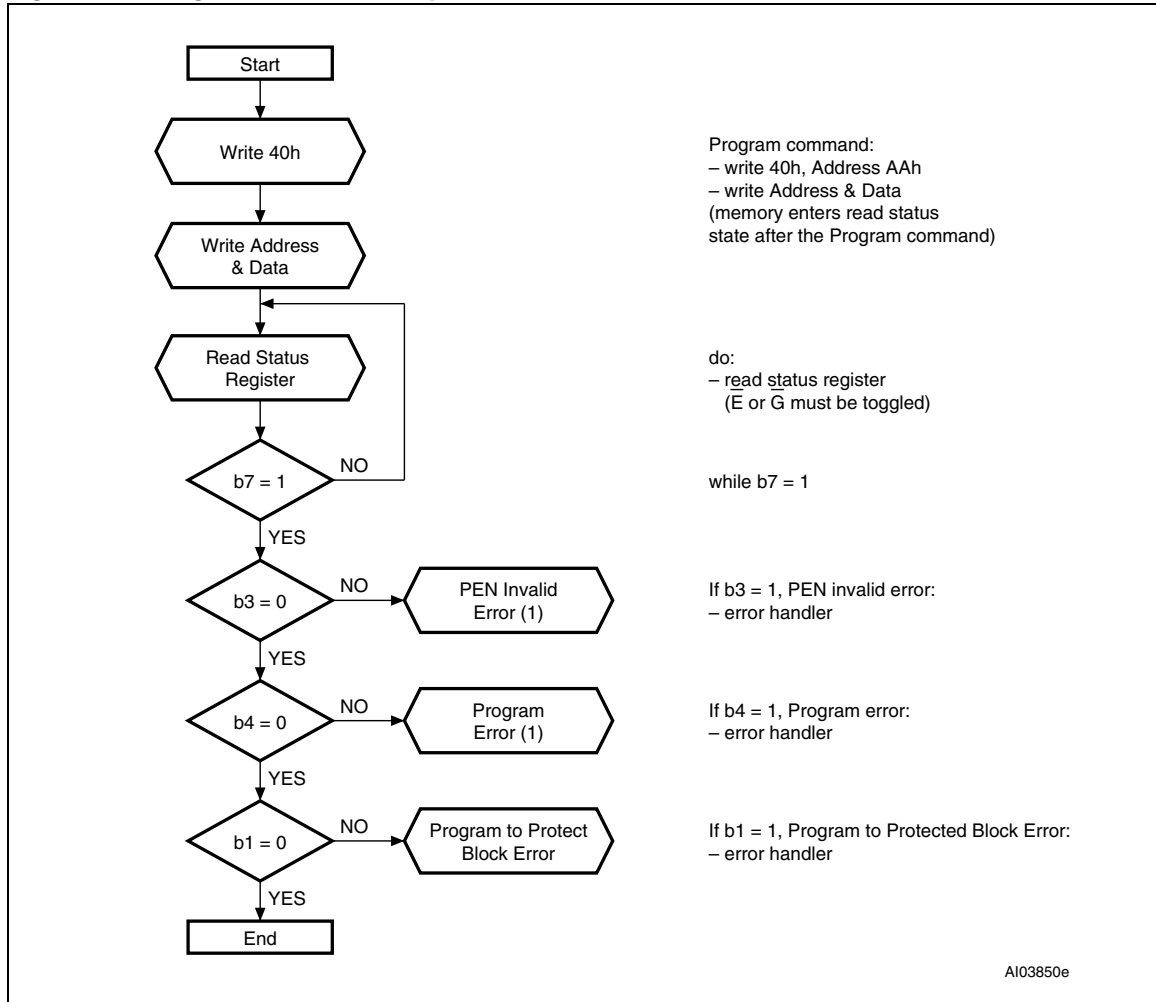 Start
Write 40h
Program command:
– write 40h, Address AAh
– write Address & Data
(memory enters read status
state after the Program command)
Write Address
& Data
Read Status
Register
do:
– read status register
(E̅ or G̅ must be toggled)
b7 = 1
NO
while b7 = 1
YES
b3 = 0
NO
PEN Invalid
Error (1)
If b3 = 1, PEN invalid error:
– error handler
YES
b4 = 0
NO
Program
Error (1)
If b4 = 1, Program error:
– error handler
YES
b1 = 0
NO
Program to Protect
Block Error
If b1 = 1, Program to Protected Block Error:
– error handler
YES
End
AI03850e